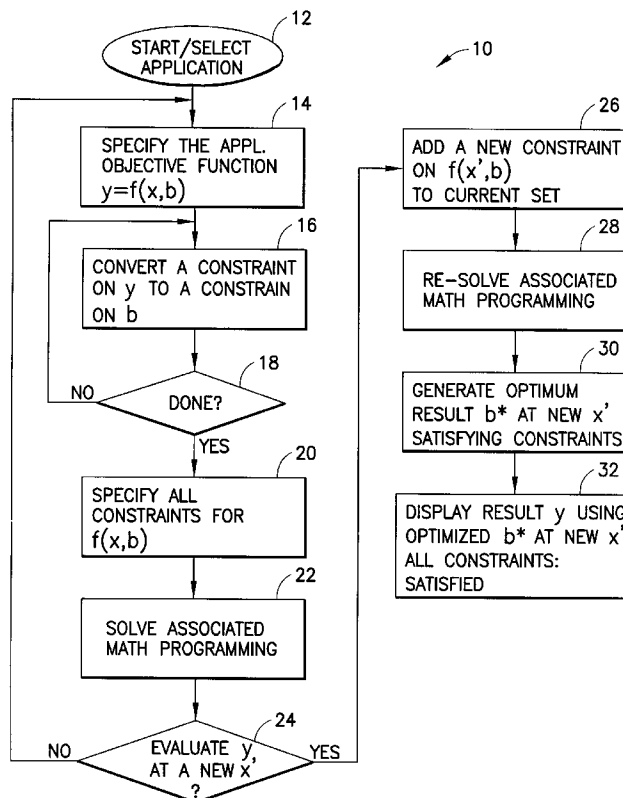 12
START/SELECT
APPLICATION
10
14
SPECIFY THE APPL.
OBJECTIVE FUNCTION
y=f(x,b)
16
CONVERT A CONSTRAINT
ON y TO A CONSTRAIN
ON b
18
NO
DONE?
YES
20
SPECIFY ALL
CONSTRAINTS FOR
f(x,b)
22
SOLVE ASSOCIATED
MATH PROGRAMMING
24
NO
EVALUATE y
AT A NEW x'
?
YES
26
ADD A NEW CONSTRAINT
ON f(x',b)
TO CURRENT SET
28
RE-SOLVE ASSOCIATED
MATH PROGRAMMING
30
GENERATE OPTIMUM
RESULT b* AT NEW x'
SATISFYING CONSTRAINTS
32
DISPLAY RESULT y USING
OPTIMIZED b* AT NEW x'
ALL CONSTRAINTS:
SATISFIED